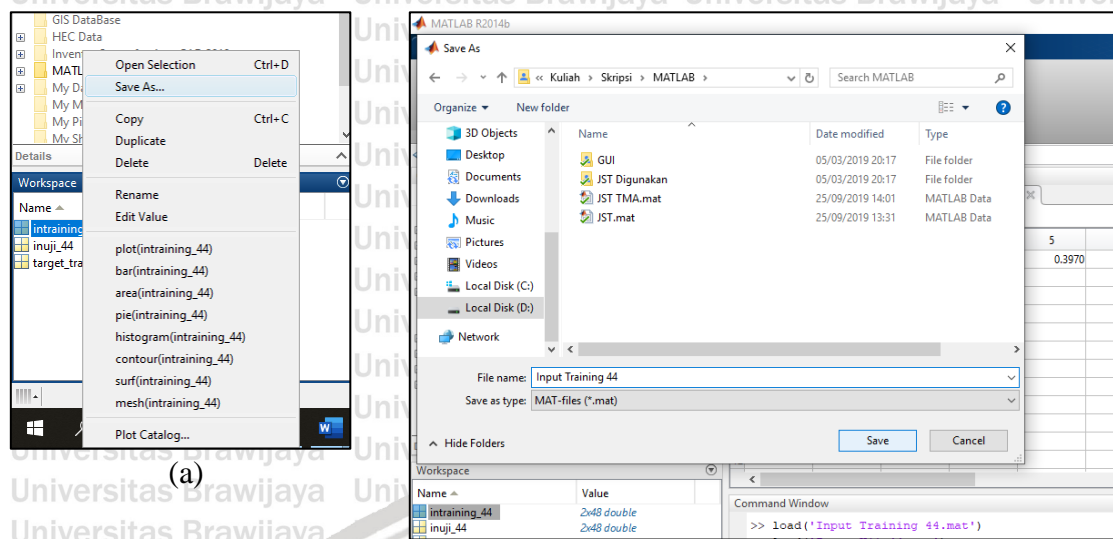 GIS DataBase
HEC Data
Inven
MATL
My Da
My M
My Pi
My Sh
Details
Workspace
Name
intraining
inuji_44
target_tra
Open Selection Ctrl+D
Save As...
Copy Ctrl+C
Duplicate
Delete Delete
Rename
Edit Value
plot(intraining_44)
bar(intraining_44)
area(intraining_44)
pie(intraining_44)
histogram(intraining_44)
contour(intraining_44)
surf(intraining_44)
mesh(intraining_44)
Plot Catalog...
(a)
MATLAB R2014b
Save As
« Kuliah > Skripsi > MATLAB >
Search MATLAB
Organize
New folder
3D Objects
Desktop
Documents
Downloads
Music
Pictures
Videos
Local Disk (C:)
Local Disk (D:)
Network
Name Date modified Type
GUI 05/03/2019 20:17 File folder
JST Digunakan 05/03/2019 20:17 File folder
JST TMA.mat 25/09/2019 14:01 MATLAB Data
JST.mat 25/09/2019 13:31 MATLAB Data
File name: Input Training 44
Save as type: MAT-files (*.mat)
Hide Folders
Save
Cancel
5
0.3970
Workspace
Name Value
intraining_44 2x48 double
inuji_44 2x48 double
Command Window
>> load('Input Training 44.mat')
Universitas Brawijaya
Universitas Brawijaya